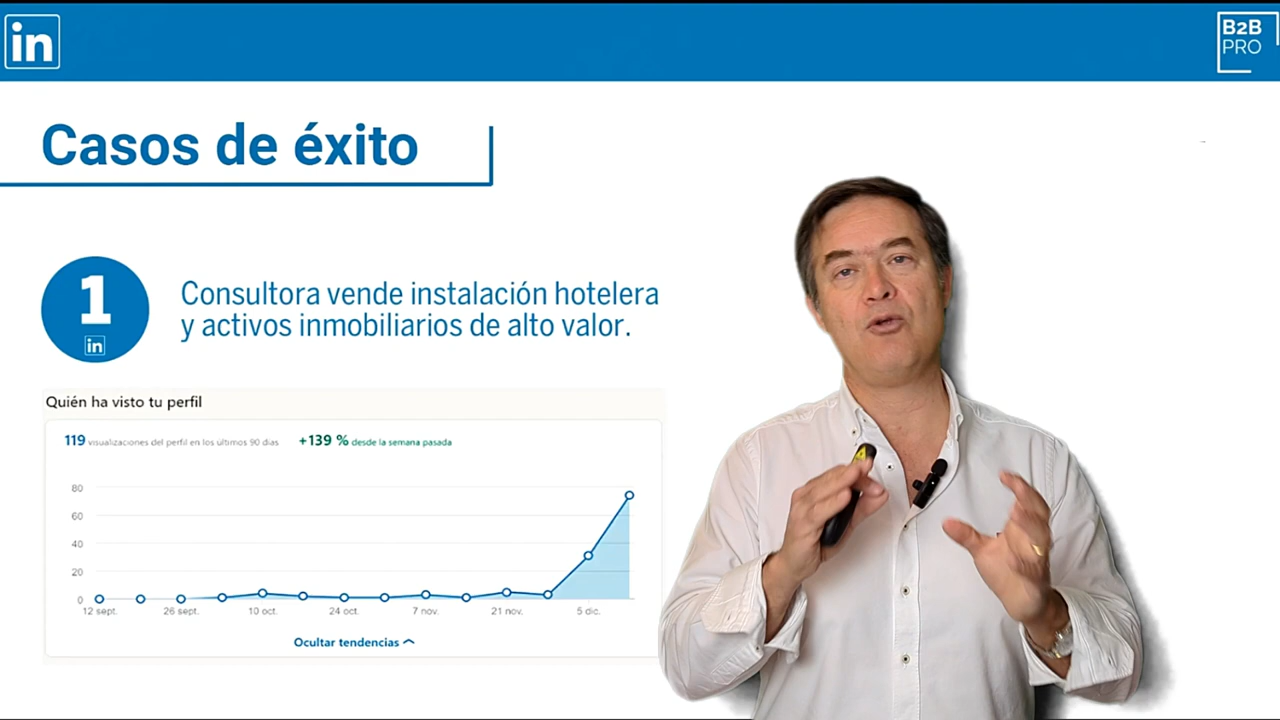 in
B2B
PRO
Casos de éxito
1
in
Consultora vende instalación hotelera
y activos inmobiliarios de alto valor.
Quién ha visto tu perfil
119 visualizaciones del perfil en los últimos 90 días +139 % desde la semana pasada
80
60
40
20
0
12 sept. 26 sept. 10 oct. 24 oct. 7 nov. 21 nov. 5 dic.
Ocultar tendencias